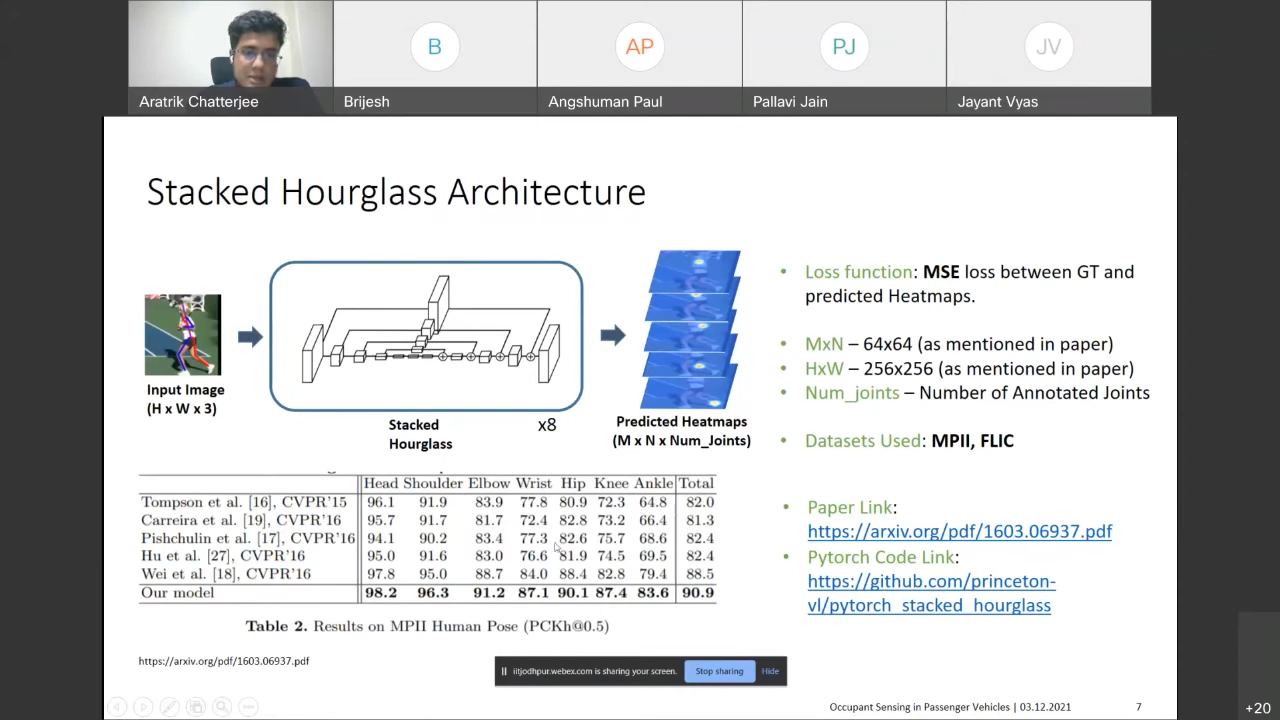 B
AP
PJ
JV
Aratrik Chatterjee
Brijesh
Angshuman Paul
Pallavi Jain
Jayant Vyas
Stacked Hourglass Architecture
Input Image
(H x W x 3)
Stacked
Hourglass
x8
Predicted Heatmaps
(M x N x Num_Joints)
• Loss function: MSE loss between GT and
predicted Heatmaps.
• MxN – 64x64 (as mentioned in paper)
• HxW – 256x256 (as mentioned in paper)
• Num_joints – Number of Annotated Joints
• Datasets Used: MPII, FLIC
• Paper Link:
https://arxiv.org/pdf/1603.06937.pdf
• Pytorch Code Link:
https://github.com/princeton-
vl/pytorch_stacked_hourglass
Head Shoulder Elbow Wrist Hip Knee Ankle Total
Tompson et al. [16], CVPR'15 96.1 91.9 83.9 77.8 80.9 72.3 64.8 82.0
Carreira et al. [19], CVPR'16 95.7 91.7 81.7 72.4 82.8 73.2 66.4 81.3
Pishchulin et al. [17], CVPR'16 94.1 90.2 83.4 77.3 82.6 75.7 68.6 82.4
Hu et al. [27], CVPR'16 95.0 91.6 83.0 76.6 81.9 74.5 69.5 82.4
Wei et al. [18], CVPR'16 97.8 95.0 88.7 84.0 88.4 82.8 79.4 88.5
Our model 98.2 96.3 91.2 87.1 90.1 87.4 83.6 90.9
Table 2. Results on MPII Human Pose (PCKh@0.5)
https://arxiv.org/pdf/1603.06937.pdf
iitjodhpur.webex.com is sharing your screen. Stop sharing Hide
Occupant Sensing in Passenger Vehicles | 03.12.2021 7
+20